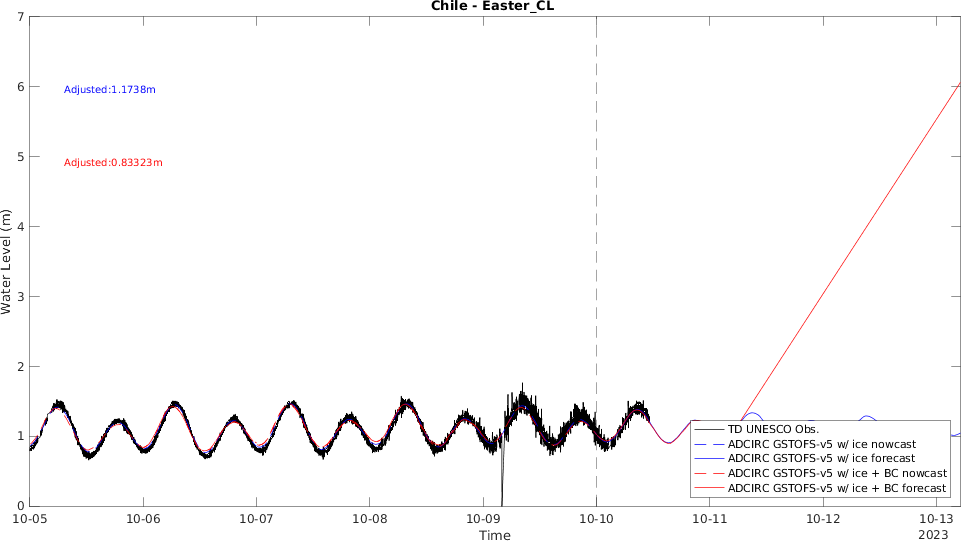 Chile - Easter_CL
7
6
5
4
3
2
1
0
Water Level (m)
Adjusted:1.1738m
Adjusted:0.83323m
TD UNESCO Obs.
ADCIRC GSTOFS-v5 w/ ice nowcast
ADCIRC GSTOFS-v5 w/ ice forecast
ADCIRC GSTOFS-v5 w/ ice + BC nowcast
ADCIRC GSTOFS-v5 w/ ice + BC forecast
10-05 10-06 10-07 10-08 10-09 10-10 10-11 10-12 10-13
Time
2023